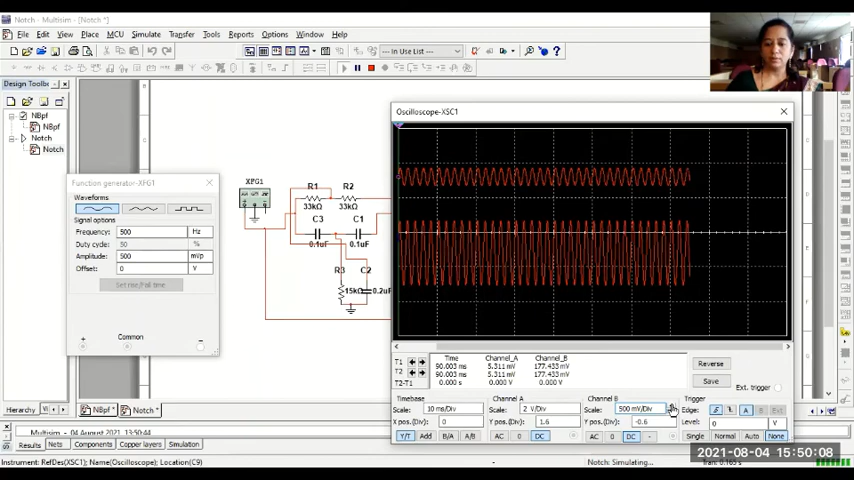 Notch - Multisim - [Notch *]
File Edit View Place MCU Simulate Transfer Tools Reports Options Window Help
--- In Use List ---
Design Toolbo
NBpf
NBpf
Notch
Notch
Hierarchy
Function generator-XFG1
Waveforms
Signal options
Frequency: 500 Hz
Duty cycle: 50 %
Amplitude: 500 mVp
Offset: 0 V
Set rise/Fall time
+ Common -
XFG1
R1 R2
33kΩ 33kΩ
C3 C1
0.1uF 0.1uF
R3 C2
15kΩ 0.2uF
Oscilloscope-XSC1
Time Channel_A Channel_B
T1 90.003 ms 5.311 mV 177.433 mV
T2 90.003 ms 5.311 mV 177.433 mV
T2-T1 0.000 s 0.000 V 0.000 V
Reverse
Save
Ext. trigger
Timebase
Scale: 10 ms/Div
X pos.(Div): 0
Y/T Add B/A A/B
Channel A
Scale: 2 V/Div
Y pos.(Div): 1.6
AC 0 DC
Channel B
Scale: 500 mV/Div
Y pos.(Div): -0.6
AC 0 DC -
Trigger
Edge: A B Ext
Level: 0 V
Single Normal Auto None
NBpf * Notch *
Multisim - 04 August 2021, 13:50:44
Results Nets Components Copper layers Simulation
Instrument: RefDes(XSC1); Name(Oscilloscope); Location(C9)
Notch: Simulating...
Tran: 0.165 s
2021-08-04 15:50:08